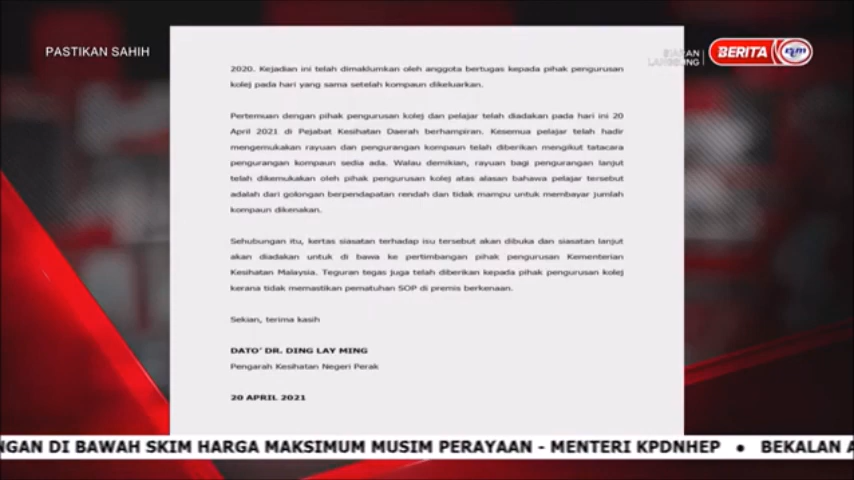 PASTIKAN SAHIH
SIARAN
LANGSUNG
BERITA
rtm
2020. Kejadian ini telah dimaklumkan oleh anggota bertugas kepada pihak pengurusan
kolej pada hari yang sama setelah kompaun dikeluarkan.
Pertemuan dengan pihak pengurusan kolej dan pelajar telah diadakan pada hari ini 20
April 2021 di Pejabat Kesihatan Daerah berhampiran. Kesemua pelajar telah hadir
mengemukakan rayuan dan pengurangan kompaun telah diberikan mengikut tatacara
pengurangan kompaun sedia ada. Walau demikian, rayuan bagi pengurangan lanjut
telah dikemukakan oleh pihak pengurusan kolej atas alasan bahawa pelajar tersebut
adalah dari golongan berpendapatan rendah dan tidak mampu untuk membayar jumlah
kompaun dikenakan.
Sehubungan itu, kertas siasatan terhadap isu tersebut akan dibuka dan siasatan lanjut
akan diadakan untuk di bawa ke pertimbangan pihak pengurusan Kementerian
Kesihatan Malaysia. Teguran tegas juga telah diberikan kepada pihak pengurusan kolej
kerana tidak memastikan pematuhan SOP di premis berkenaan.
Sekian, terima kasih
DATO' DR. DING LAY MING
Pengarah Kesihatan Negeri Perak
20 APRIL 2021
NGAN DI BAWAH SKIM HARGA MAKSIMUM MUSIM PERAYAAN - MENTERI KPDNHEP ● BEKALAN A